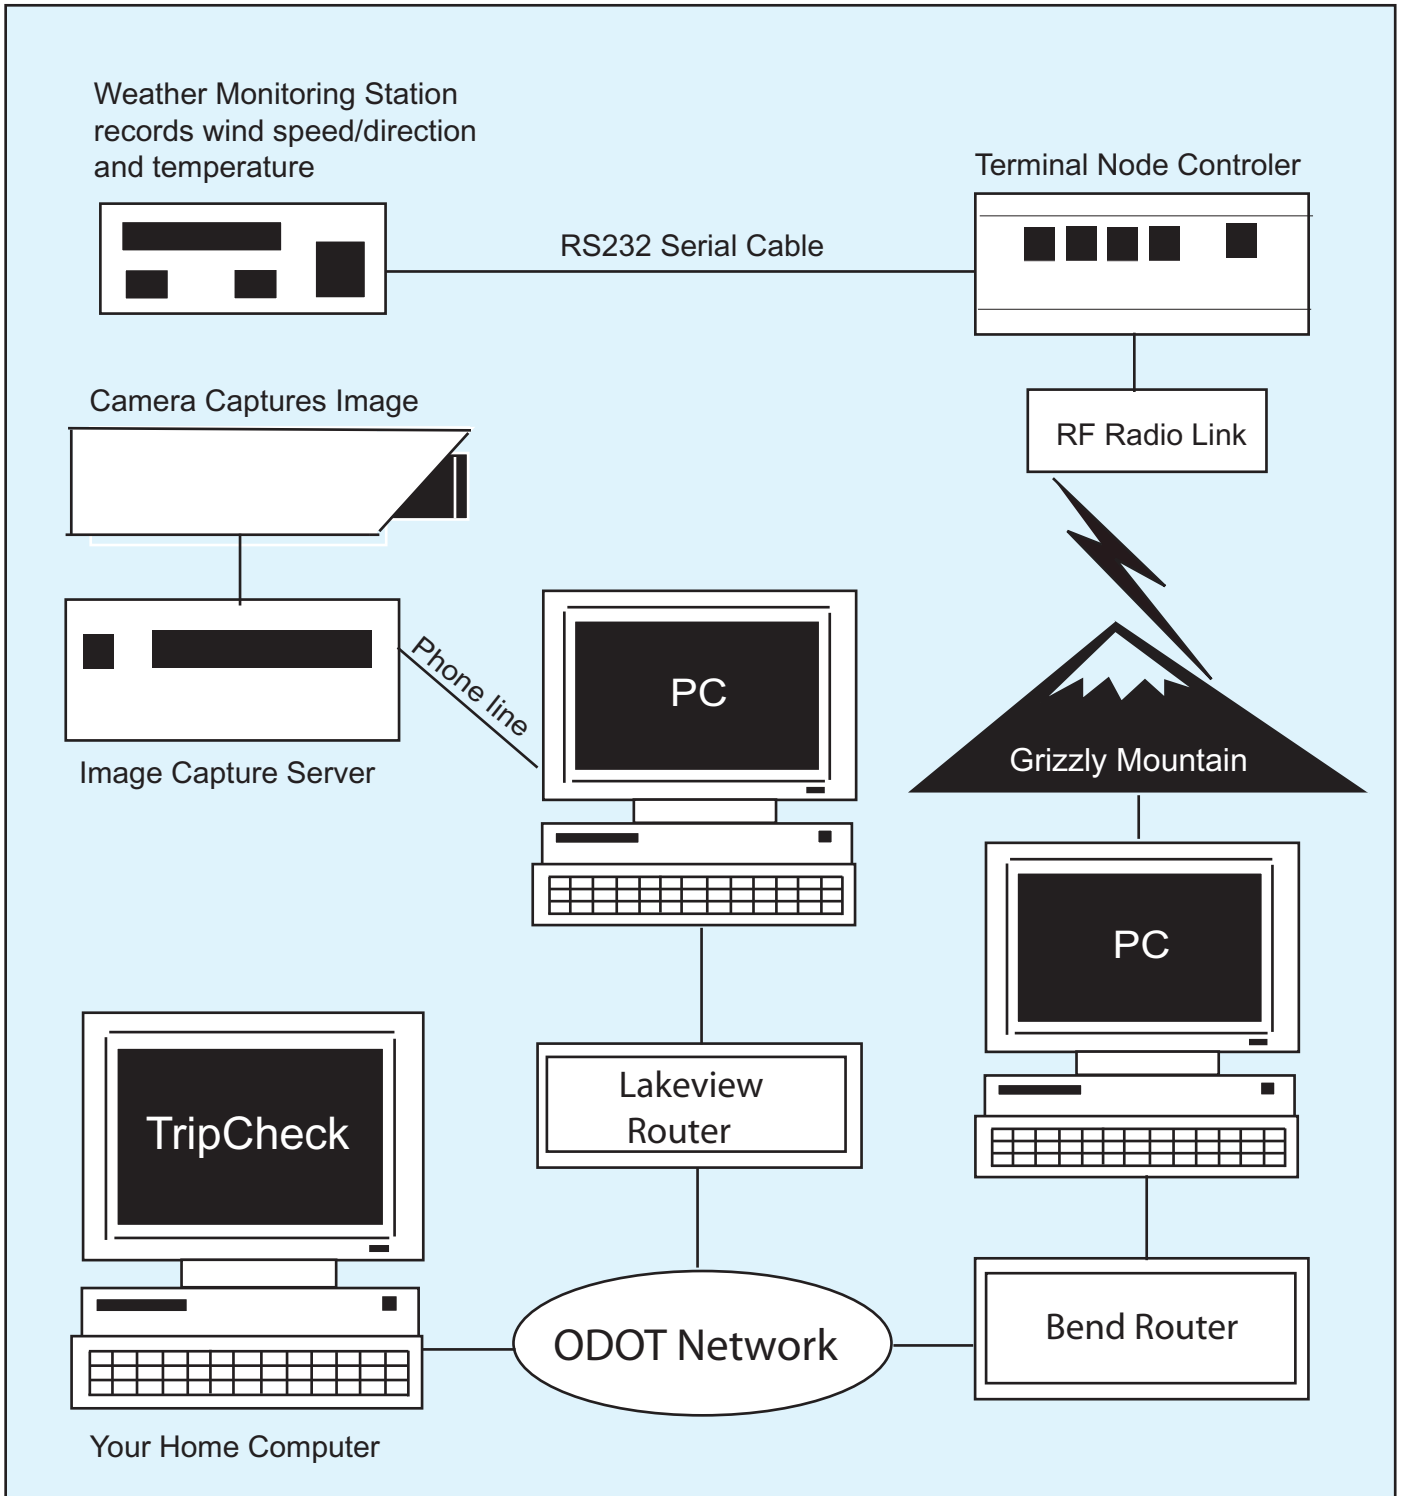 Weather Monitoring Station
records wind speed/direction
and temperature
Terminal Node Controler
RS232 Serial Cable
Camera Captures Image
RF Radio Link
Phone line
PC
Image Capture Server
Grizzly Mountain
PC
Lakeview
Router
TripCheck
ODOT Network
Bend Router
Your Home Computer